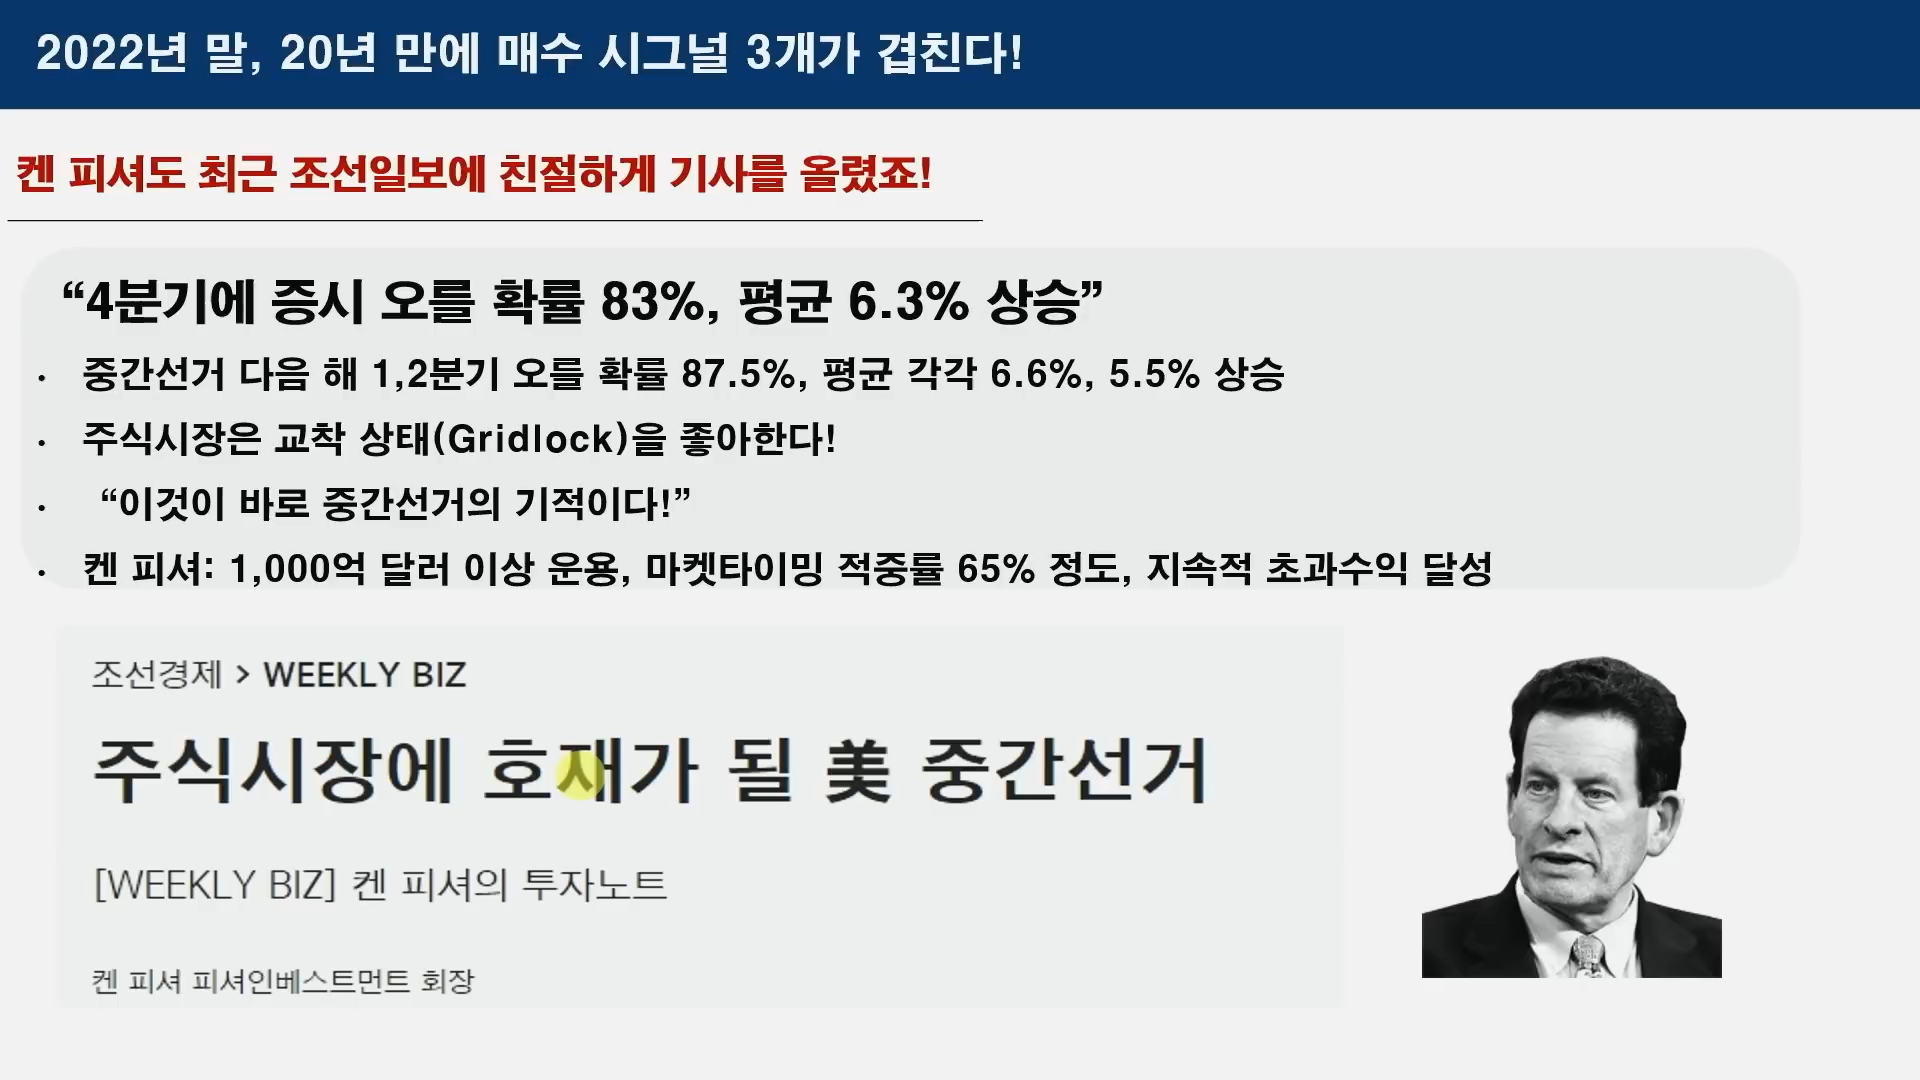 2022년 말, 20년 만에 매수 시그널 3개가 겹친다!
켄 피셔도 최근 조선일보에 친절하게 기사를 올렸죠!
“4분기에 증시 오를 확률 83%, 평균 6.3% 상승”
• 중간선거 다음 해 1,2분기 오를 확률 87.5%, 평균 각각 6.6%, 5.5% 상승
• 주식시장은 교착 상태(Gridlock)을 좋아한다!
• “이것이 바로 중간선거의 기적이다!”
• 켄 피셔: 1,000억 달러 이상 운용, 마켓타이밍 적중률 65% 정도, 지속적 초과수익 달성
조선경제 > WEEKLY BIZ
주식시장에 호재가 될 美 중간선거
[WEEKLY BIZ] 켄 피셔의 투자노트
켄 피셔 피셔인베스트먼트 회장